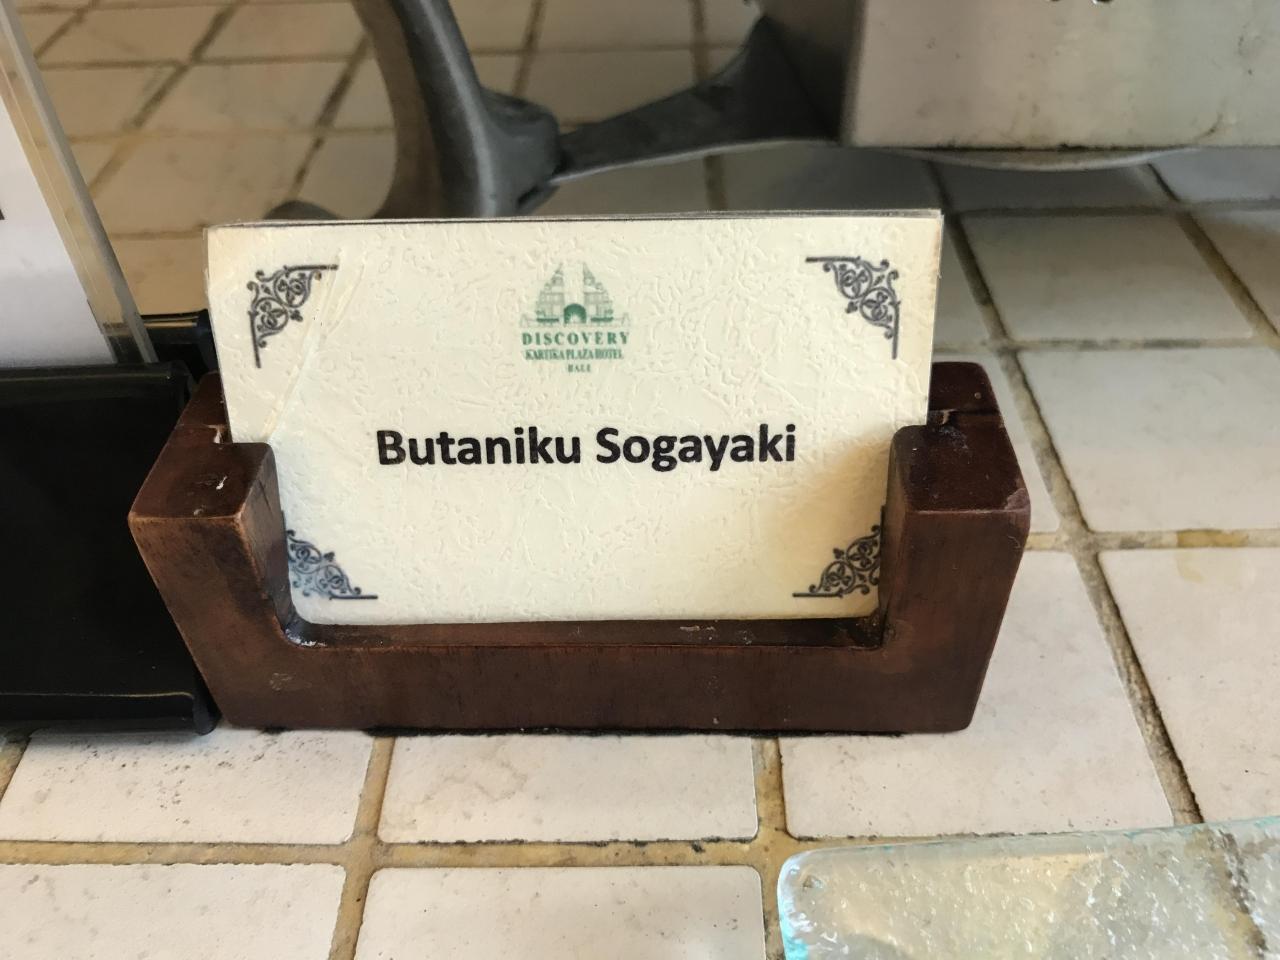 DISCOVERY
KARTIKA PLAZA HOTEL
BALI
Butaniku Sogayaki